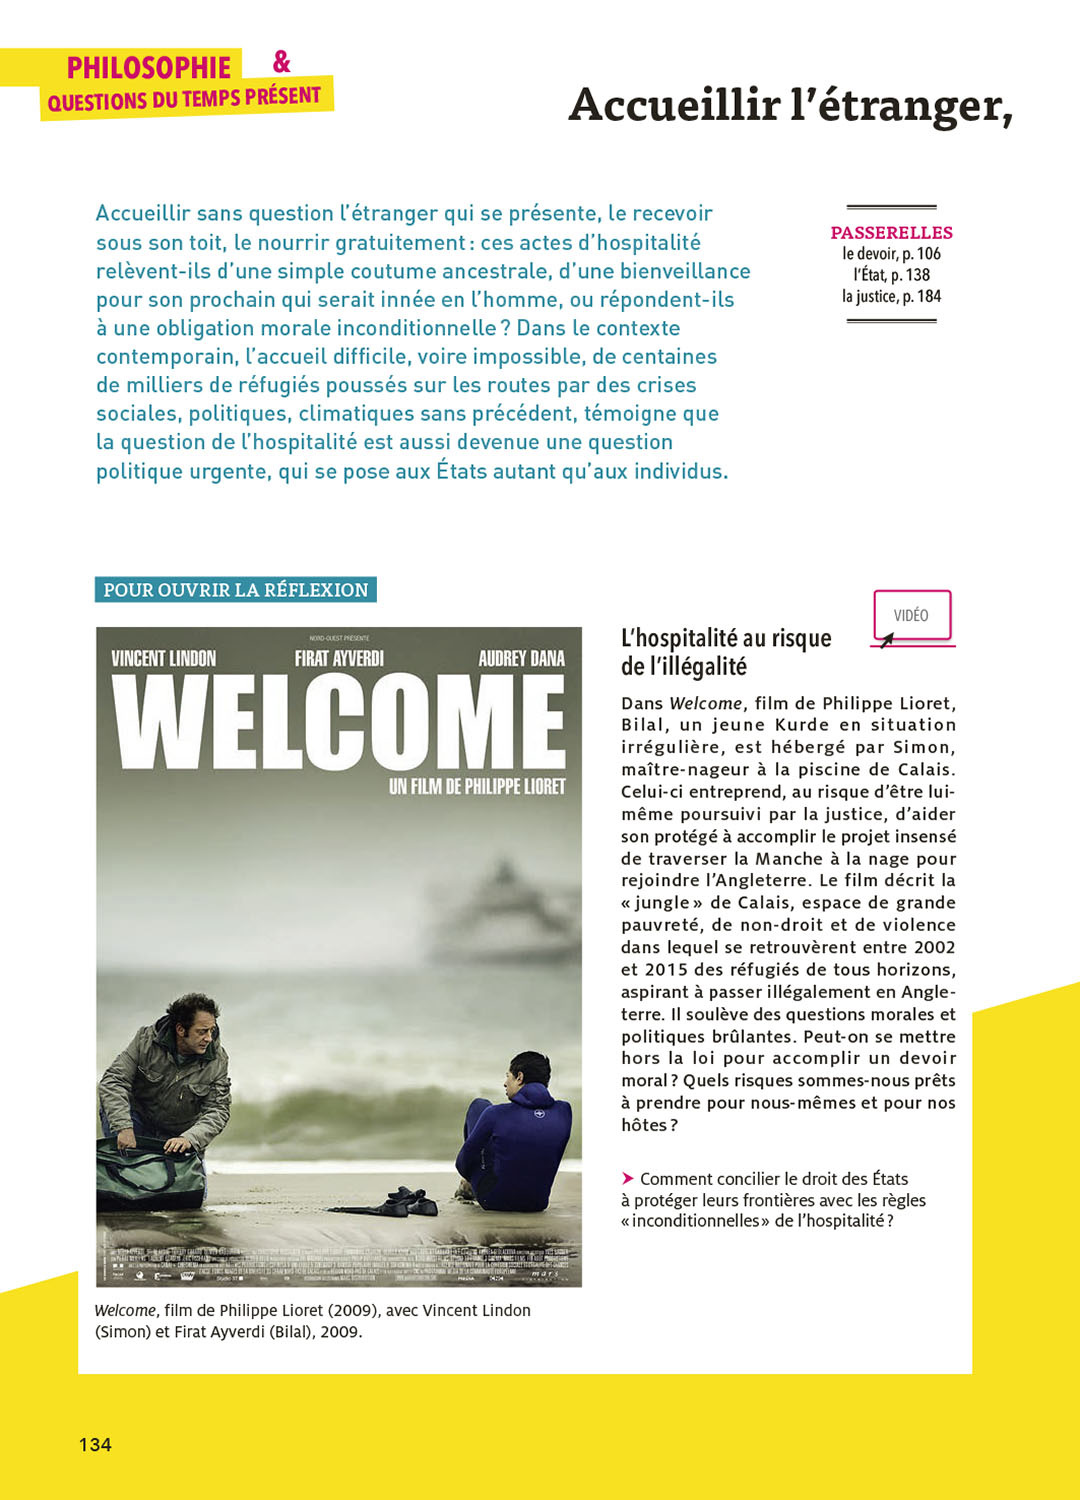 PHILOSOPHIE &
QUESTIONS DU TEMPS PRÉSENT
Accueillir l’étranger,
Accueillir sans question l’étranger qui se présente, le recevoir
sous son toit, le nourrir gratuitement : ces actes d’hospitalité
relèvent-ils d’une simple coutume ancestrale, d’une bienveillance
pour son prochain qui serait innée en l’homme, ou répondent-ils
à une obligation morale inconditionnelle ? Dans le contexte
contemporain, l’accueil difficile, voire impossible, de centaines
de milliers de réfugiés poussés sur les routes par des crises
sociales, politiques, climatiques sans précédent, témoigne que
la question de l’hospitalité est aussi devenue une question
politique urgente, qui se pose aux États autant qu’aux individus.
PASSERELLES
le devoir, p. 106
l’État, p. 138
la justice, p. 184
POUR OUVRIR LA RÉFLEXION
NORD-OUEST PRÉSENTE
VINCENT LINDON FIRAT AYVERDI AUDREY DANA
WELCOME
UN FILM DE PHILIPPE LIORET
Welcome, film de Philippe Lioret (2009), avec Vincent Lindon
(Simon) et Firat Ayverdi (Bilal), 2009.
VIDÉO
L’hospitalité au risque
de l’illégalité
Dans Welcome, film de Philippe Lioret,
Bilal, un jeune Kurde en situation
irrégulière, est hébergé par Simon,
maître-nageur à la piscine de Calais.
Celui-ci entreprend, au risque d’être lui-
même poursuivi par la justice, d’aider
son protégé à accomplir le projet insensé
de traverser la Manche à la nage pour
rejoindre l’Angleterre. Le film décrit la
« jungle » de Calais, espace de grande
pauvreté, de non-droit et de violence
dans lequel se retrouvèrent entre 2002
et 2015 des réfugiés de tous horizons,
aspirant à passer illégalement en Angle-
terre. Il soulève des questions morales et
politiques brûlantes. Peut-on se mettre
hors la loi pour accomplir un devoir
moral ? Quels risques sommes-nous prêts
à prendre pour nous-mêmes et pour nos
hôtes ?
➤ Comment concilier le droit des États
à protéger leurs frontières avec les règles
« inconditionnelles » de l’hospitalité ?
134